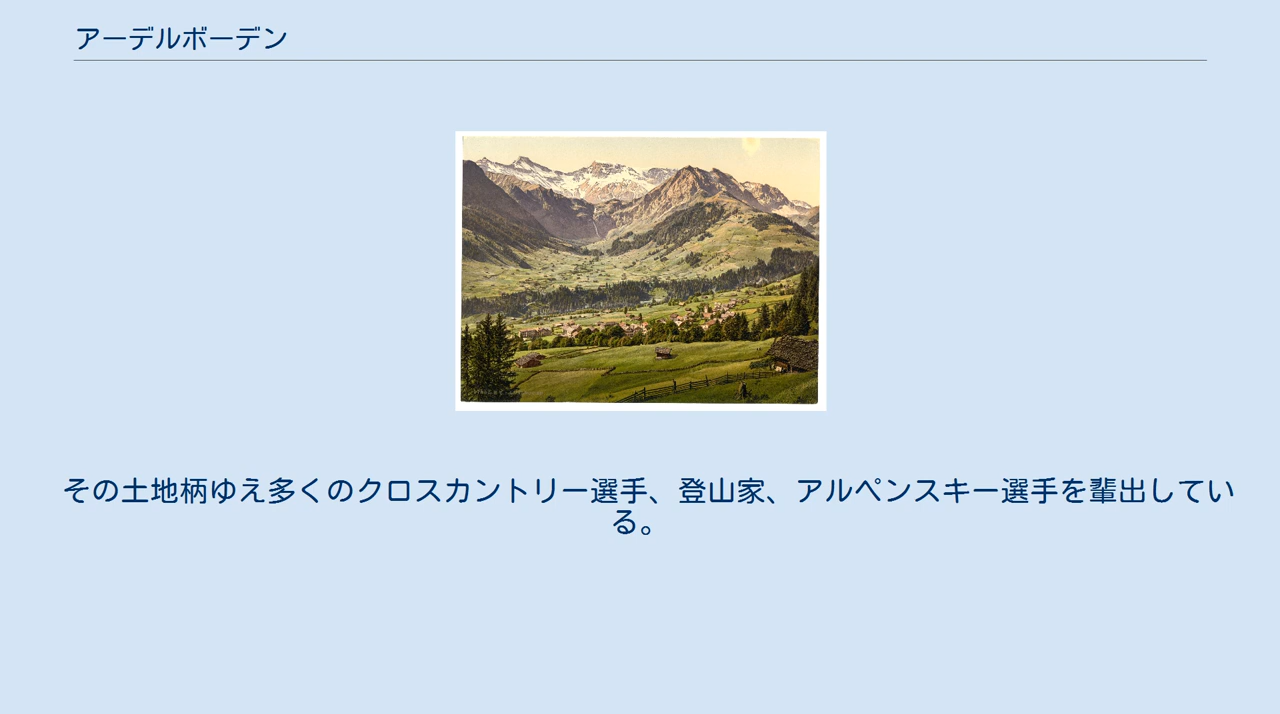 アーデルボーデン
その土地柄ゆえ多くのクロスカントリー選手、登山家、アルペンスキー選手を輩出してい
る。